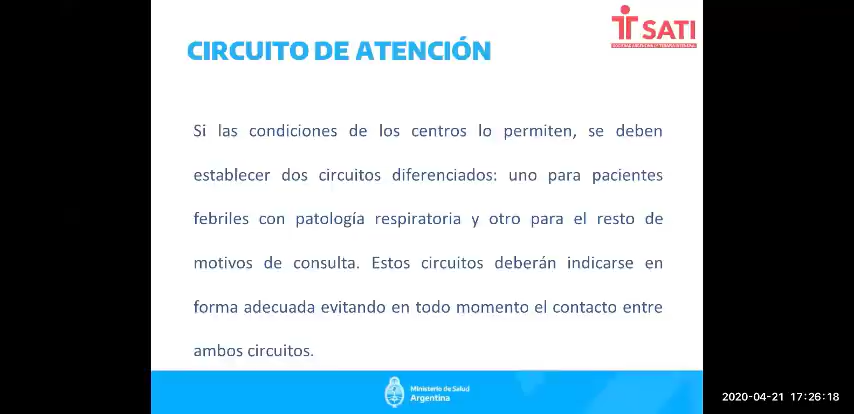 SATI
CIRCUITO DE ATENCIÓN
Si las condiciones de los centros lo permiten, se deben
establecer dos circuitos diferenciados: uno para pacientes
febriles con patología respiratoria y otro para el resto de
motivos de consulta. Estos circuitos deberán indicarse en
forma adecuada evitando en todo momento el contacto entre
ambos circuitos.
Ministerio de Salud
Argentina
2020-04-21 17:26:18